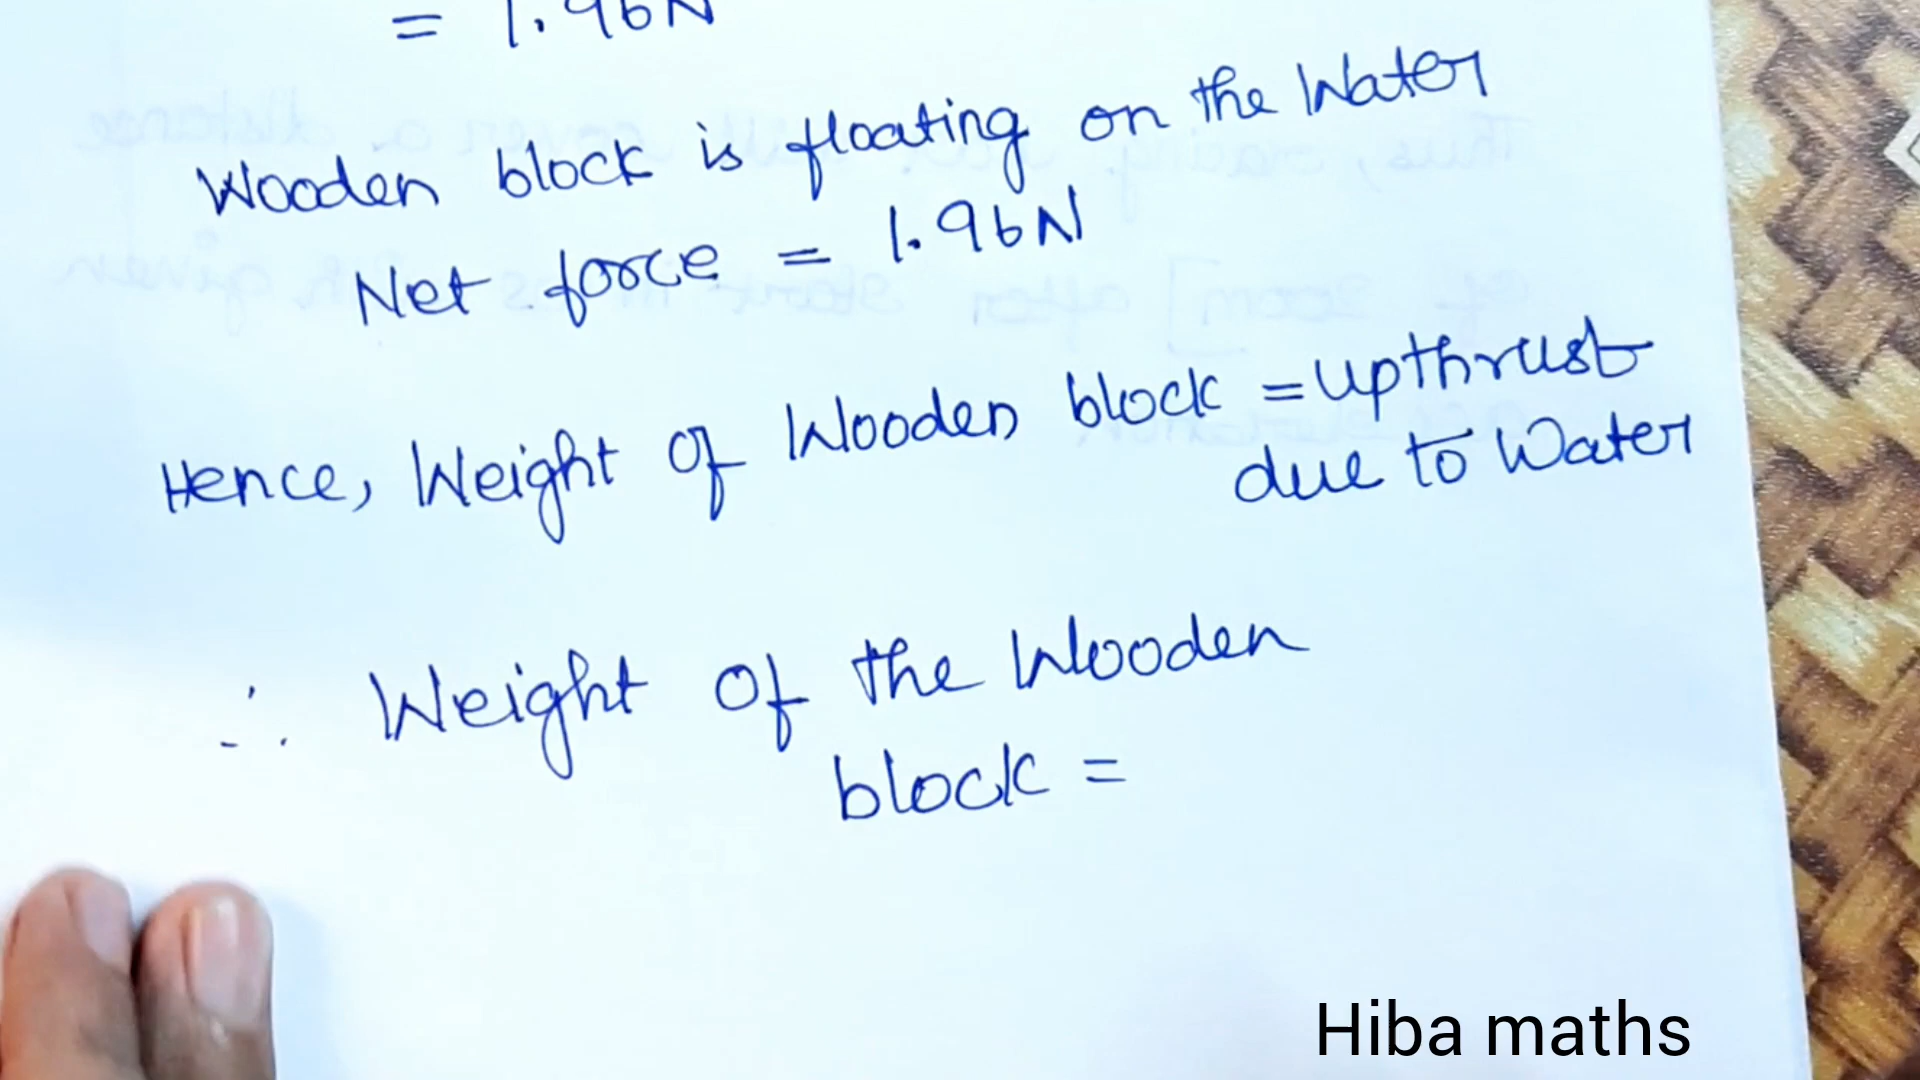 = 1.96N
Wooden block is floating on the Water
Net force = 1.96N
Hence, Weight of Wooden block = upthrust
due to Water
∴ Weight of the Wooden
block =
Hiba maths